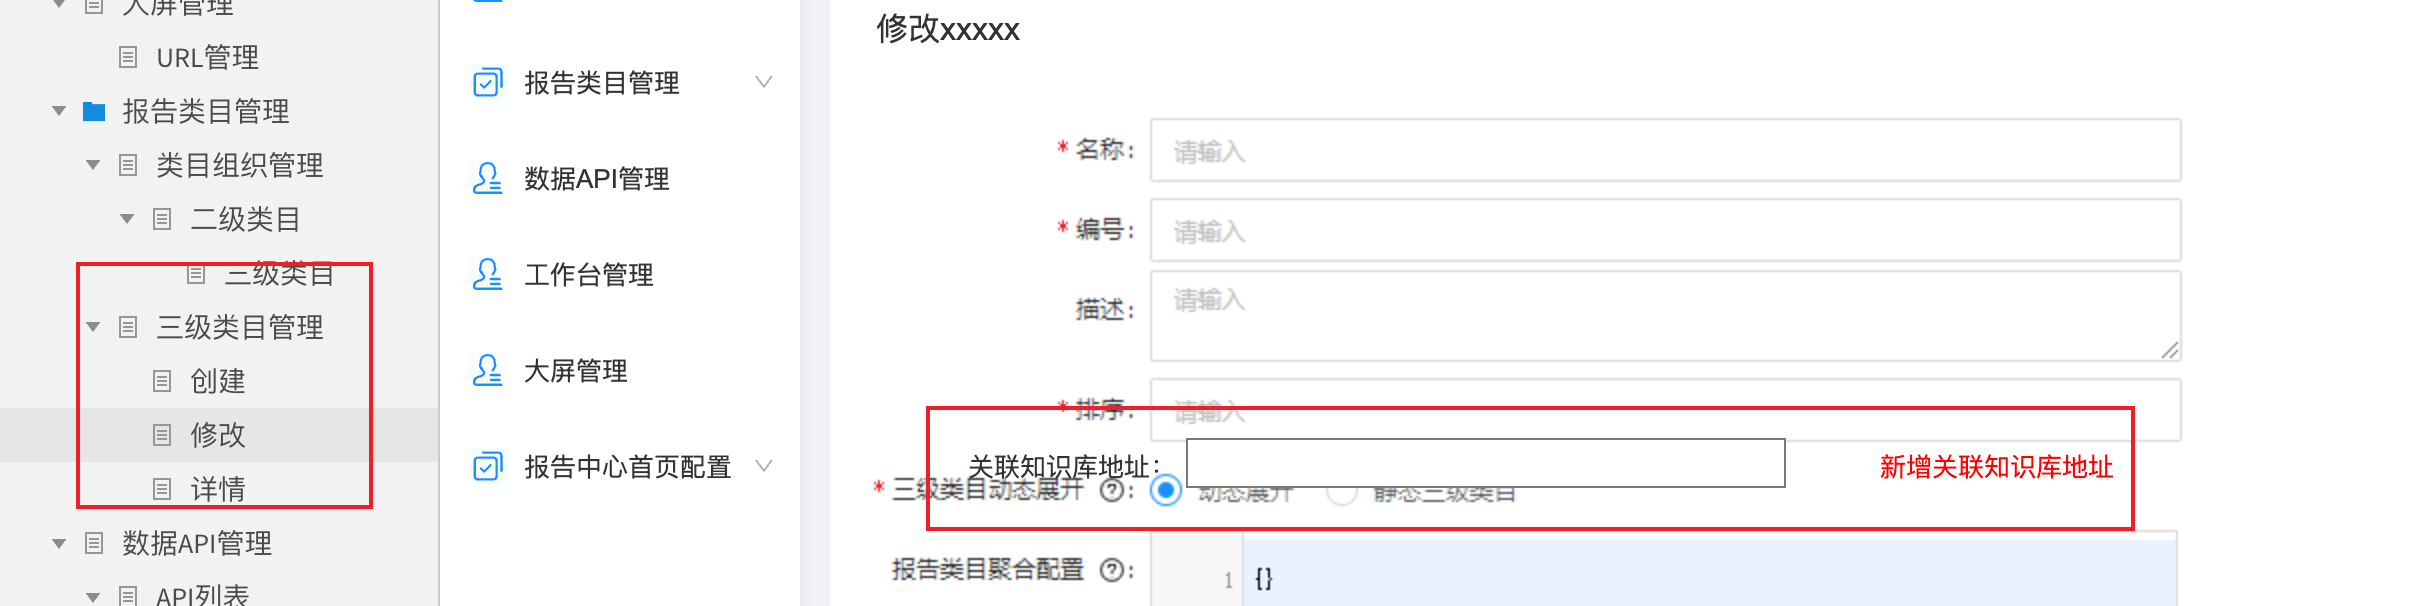 大屏管理
URL管理
报告类目管理
类目组织管理
二级类目
三级类目
三级类目管理
创建
修改
详情
数据API管理
API列表
报告类目管理
数据API管理
工作台管理
大屏管理
报告中心首页配置
修改xxxxx
* 名称: 请输入
* 编号: 请输入
描述: 请输入
* 排序: 请输入
关联知识库地址: 新增关联知识库地址
* 三级类目动态展开 ?: 动态展开 静态三级类目
报告类目聚合配置 ?: 1 {}